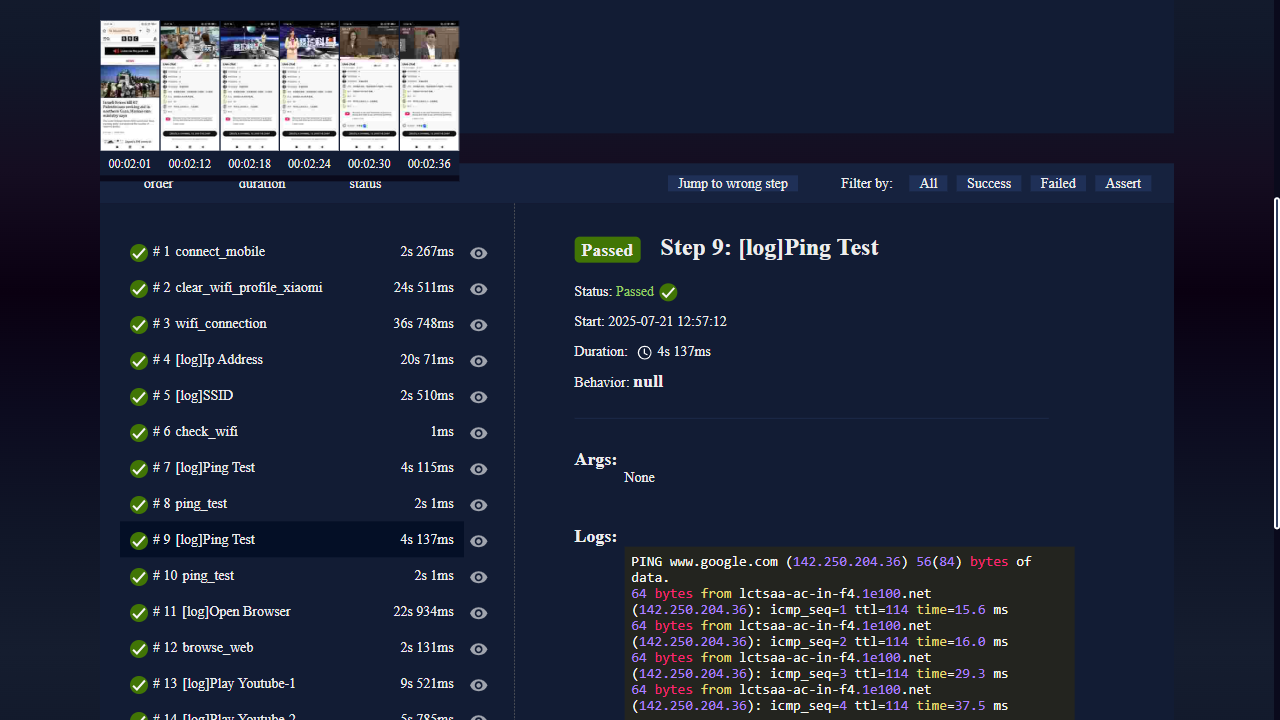 00:02:01 00:02:12 00:02:18 00:02:24 00:02:30 00:02:36
order duration status
Jump to wrong step Filter by: All Success Failed Assert
# 1 connect_mobile 2s 267ms
# 2 clear_wifi_profile_xiaomi 24s 511ms
# 3 wifi_connection 36s 748ms
# 4 [log]Ip Address 20s 71ms
# 5 [log]SSID 2s 510ms
# 6 check_wifi 1ms
# 7 [log]Ping Test 4s 115ms
# 8 ping_test 2s 1ms
# 9 [log]Ping Test 4s 137ms
# 10 ping_test 2s 1ms
# 11 [log]Open Browser 22s 934ms
# 12 browse_web 2s 131ms
# 13 [log]Play Youtube-1 9s 521ms
# 14 [log]Play Youtube-2 5s 785ms
Passed Step 9: [log]Ping Test
Status: Passed
Start: 2025-07-21 12:57:12
Duration: 4s 137ms
Behavior: null
Args:
None
Logs:
PING www.google.com (142.250.204.36) 56(84) bytes of
data.
64 bytes from lctsaa-ac-in-f4.1e100.net
(142.250.204.36): icmp_seq=1 ttl=114 time=15.6 ms
64 bytes from lctsaa-ac-in-f4.1e100.net
(142.250.204.36): icmp_seq=2 ttl=114 time=16.0 ms
64 bytes from lctsaa-ac-in-f4.1e100.net
(142.250.204.36): icmp_seq=3 ttl=114 time=29.3 ms
64 bytes from lctsaa-ac-in-f4.1e100.net
(142.250.204.36): icmp_seq=4 ttl=114 time=37.5 ms